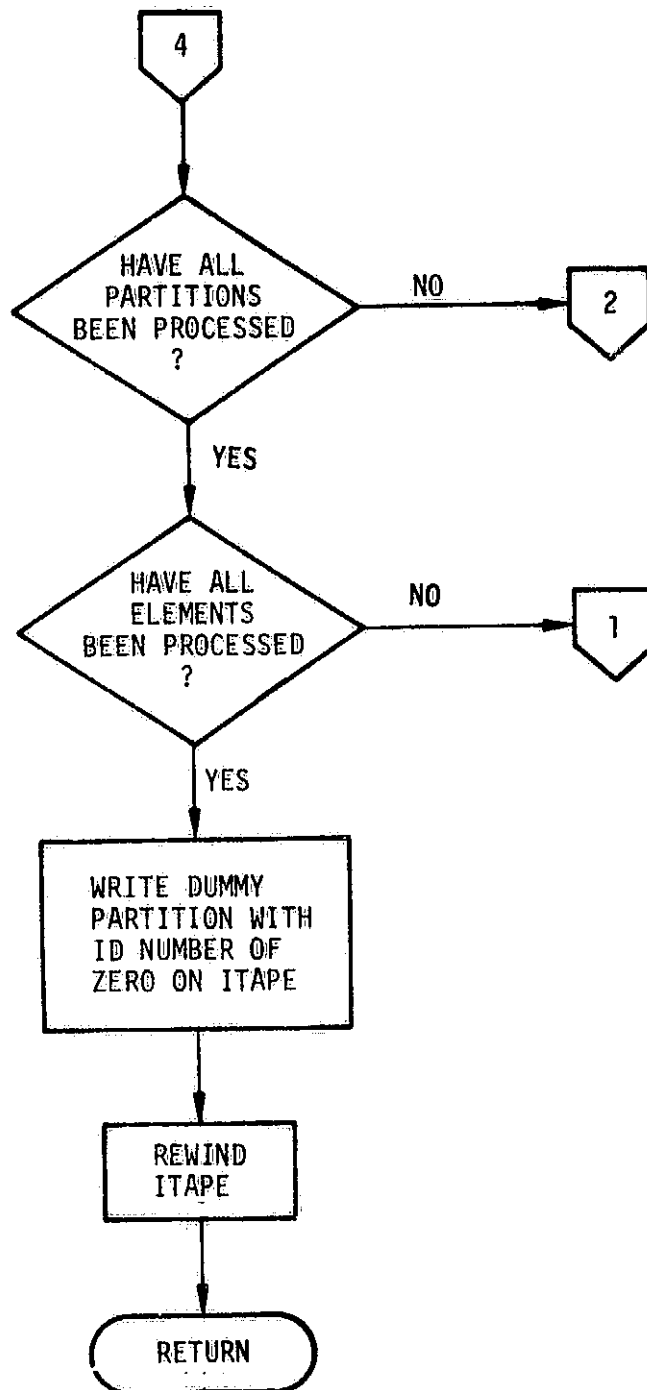 4
HAVE ALL
PARTITIONS
BEEN PROCESSED
?
NO
2
YES
HAVE ALL
ELEMENTS
BEEN PROCESSED
?
NO
1
YES
WRITE DUMMY
PARTITION WITH
ID NUMBER OF
ZERO ON ITAPE
REWIND
ITAPE
RETURN